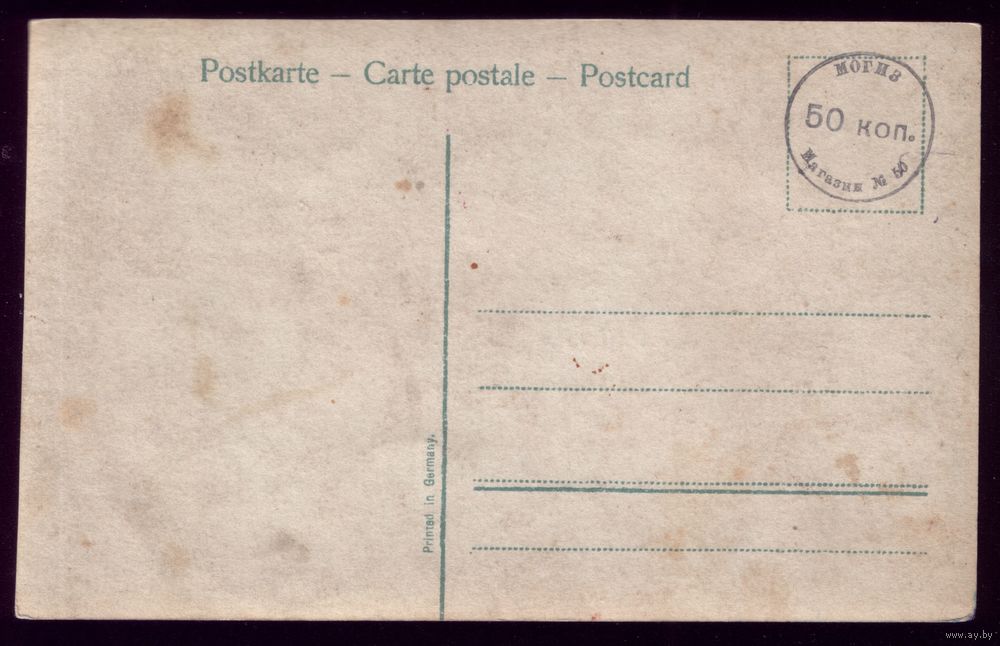 Postkarte – Carte postale – Postcard
МОГИЗ
50 коп.
Магазин № 50
Printed in Germany.
www.ay.by